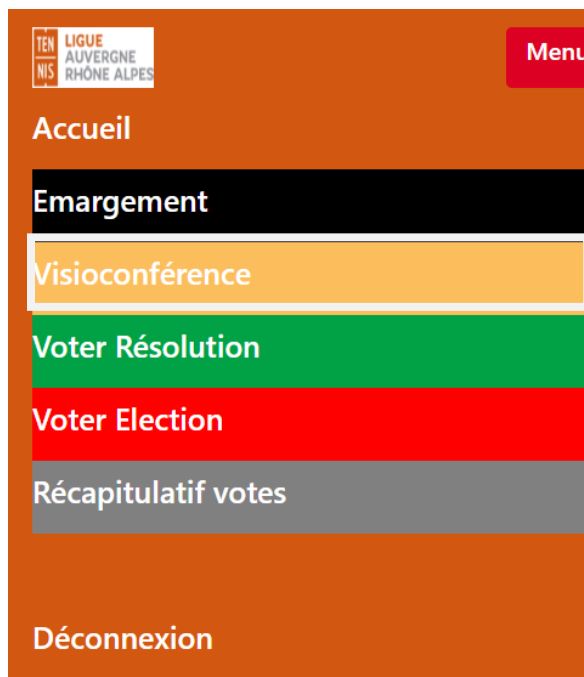 TEN
NIS
LIGUE
AUVERGNE
RHÔNE ALPES
Menu
Accueil
Emargement
Visioconférence
Voter Résolution
Voter Election
Récapitulatif votes
Déconnexion